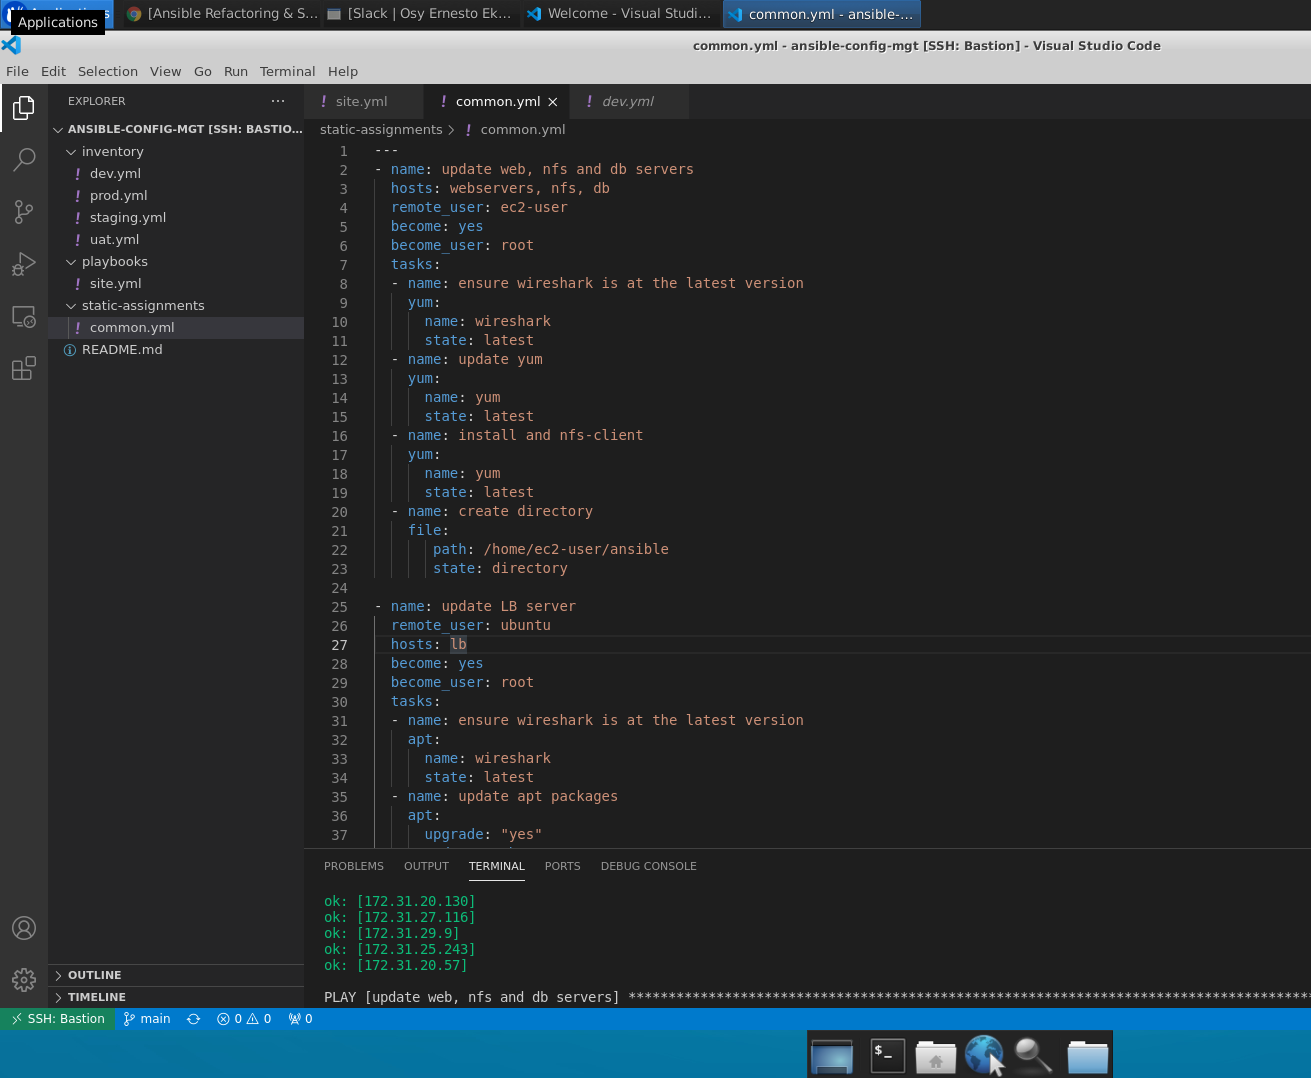 Applications
[Ansible Refactoring & S...
[Slack | Osy Ernesto Ek...
Welcome - Visual Studi...
common.yml - ansible-...
common.yml - ansible-config-mgt [SSH: Bastion] - Visual Studio Code
File Edit Selection View Go Run Terminal Help
EXPLORER ···
ANSIBLE-CONFIG-MGT [SSH: BASTIO...
inventory
! dev.yml
! prod.yml
! staging.yml
! uat.yml
playbooks
! site.yml
static-assignments
! common.yml
README.md
OUTLINE
TIMELINE
! site.yml ! common.yml ! dev.yml
static-assignments > ! common.yml
1 ---
2 - name: update web, nfs and db servers
3 hosts: webservers, nfs, db
4 remote_user: ec2-user
5 become: yes
6 become_user: root
7 tasks:
8 - name: ensure wireshark is at the latest version
9 yum:
10 name: wireshark
11 state: latest
12 - name: update yum
13 yum:
14 name: yum
15 state: latest
16 - name: install and nfs-client
17 yum:
18 name: yum
19 state: latest
20 - name: create directory
21 file:
22 path: /home/ec2-user/ansible
23 state: directory
24
25 - name: update LB server
26 remote_user: ubuntu
27 hosts: lb
28 become: yes
29 become_user: root
30 tasks:
31 - name: ensure wireshark is at the latest version
32 apt:
33 name: wireshark
34 state: latest
35 - name: update apt packages
36 apt:
37 upgrade: "yes"
PROBLEMS OUTPUT TERMINAL PORTS DEBUG CONSOLE
ok: [172.31.20.130]
ok: [172.31.27.116]
ok: [172.31.29.9]
ok: [172.31.25.243]
ok: [172.31.20.57]
PLAY [update web, nfs and db servers] *************************************************************************************
SSH: Bastion main 0 0 0
$_